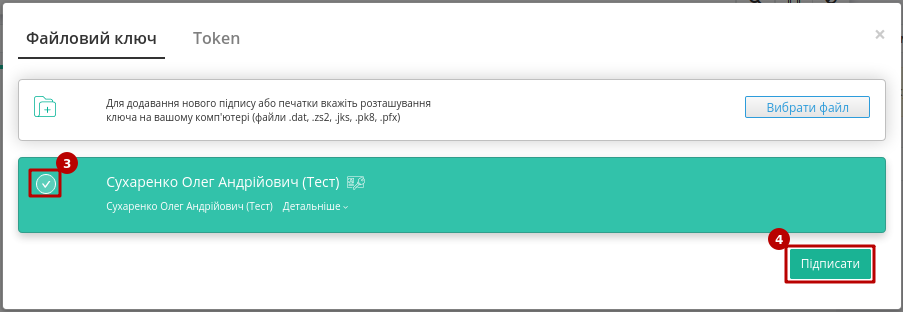 Файловий ключ
Token
×
Для додавання нового підпису або печатки вкажіть розташування
ключа на вашому комп'ютері (файли .dat, .zs2, .jks, .pk8, .pfx)
Вибрати файл
3
Сухаренко Олег Андрійович (Тест)
Сухаренко Олег Андрійович (Тест) Детальніше
4
Підписати